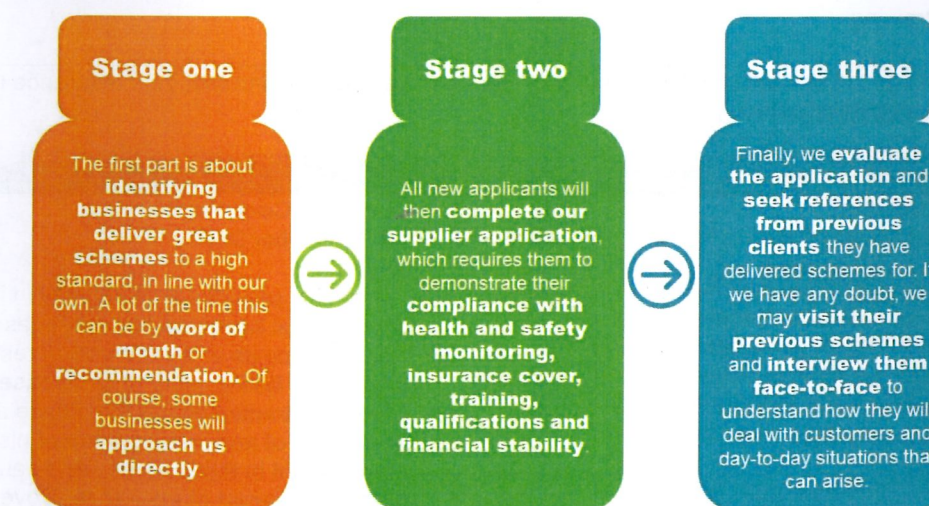 Stage one
The first part is about
identifying
businesses that
deliver great
schemes to a high
standard, in line with our
own. A lot of the time this
can be by word of
mouth or
recommendation. Of
course, some
businesses will
approach us
directly.
Stage two
All new applicants will
then complete our
supplier application,
which requires them to
demonstrate their
compliance with
health and safety
monitoring,
insurance cover,
training,
qualifications and
financial stability.
Stage three
Finally, we evaluate
the application and
seek references
from previous
clients they have
delivered schemes for. If
we have any doubt, we
may visit their
previous schemes
and interview them
face-to-face to
understand how they will
deal with customers and
day-to-day situations that
can arise.